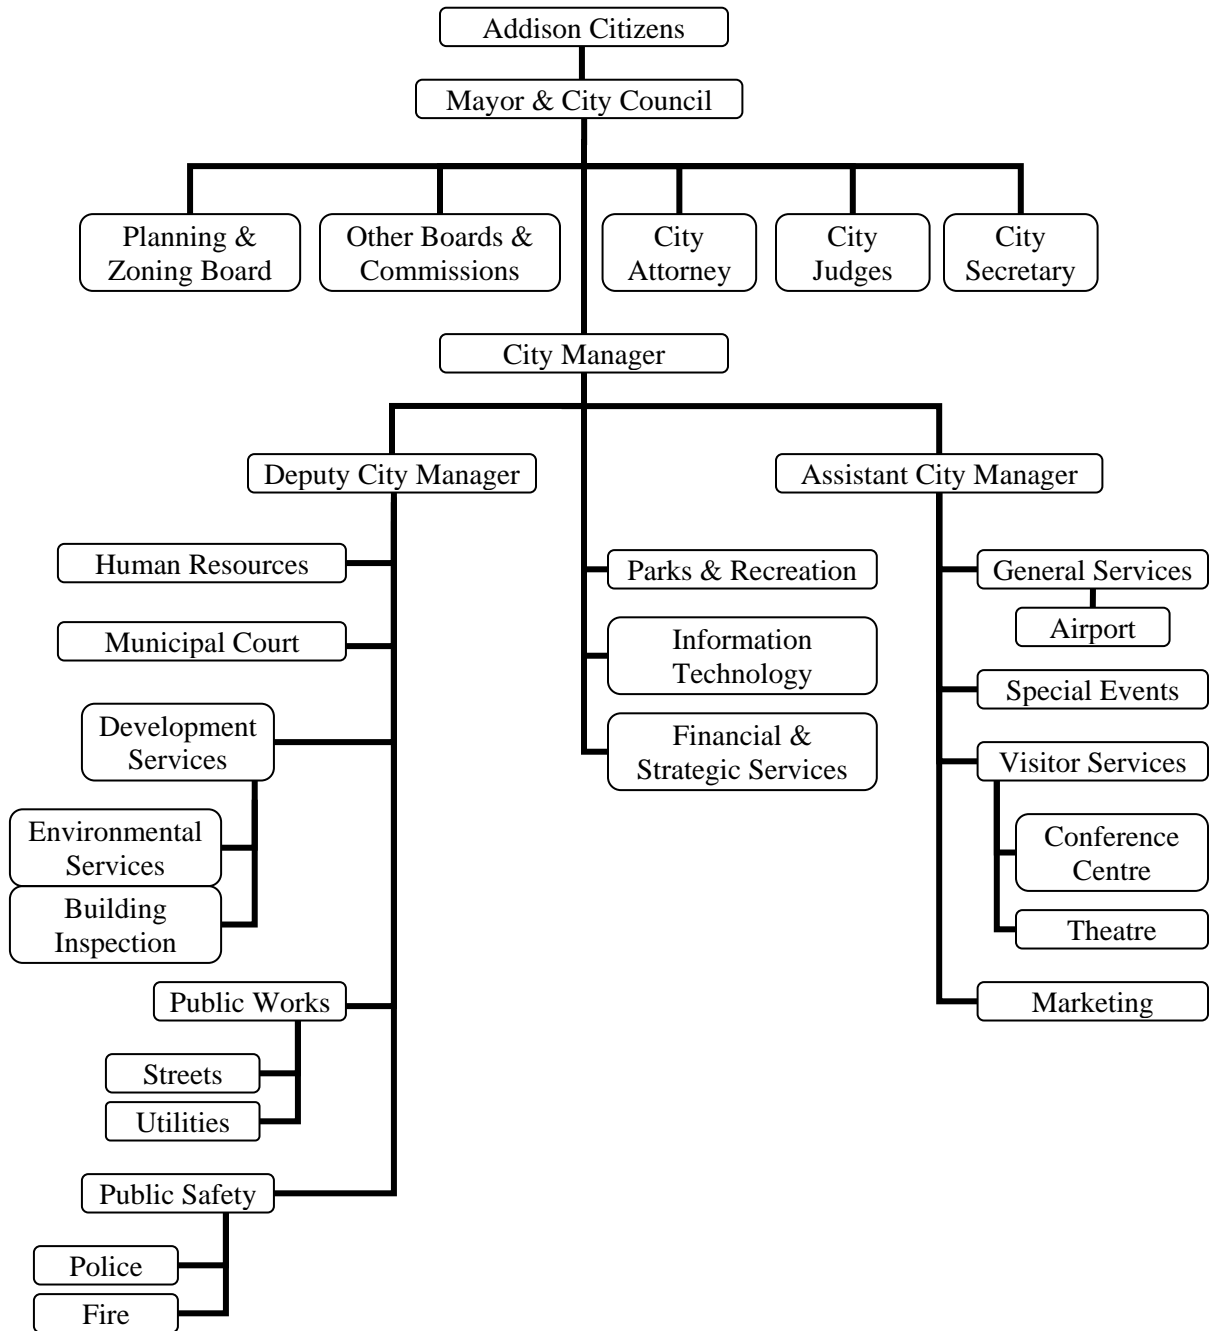 Addison Citizens
Mayor & City Council
Planning &
Zoning Board
Other Boards &
Commissions
City
Attorney
City
Judges
City
Secretary
City Manager
Deputy City Manager
Human Resources
Municipal Court
Development
Services
Environmental
Services
Building
Inspection
Public Works
Streets
Utilities
Public Safety
Police
Fire
Parks & Recreation
Information
Technology
Financial &
Strategic Services
Assistant City Manager
General Services
Airport
Special Events
Visitor Services
Conference
Centre
Theatre
Marketing